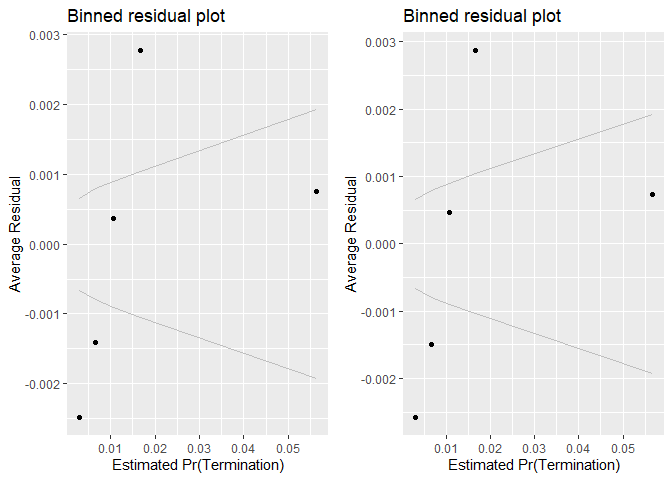 Binned residual plot
0.003
0.002
0.001
0.000
-0.001
-0.002
Average Residual
0.01 0.02 0.03 0.04 0.05
Estimated Pr(Termination)
Binned residual plot
0.003
0.002
0.001
0.000
-0.001
-0.002
Average Residual
0.01 0.02 0.03 0.04 0.05
Estimated Pr(Termination)